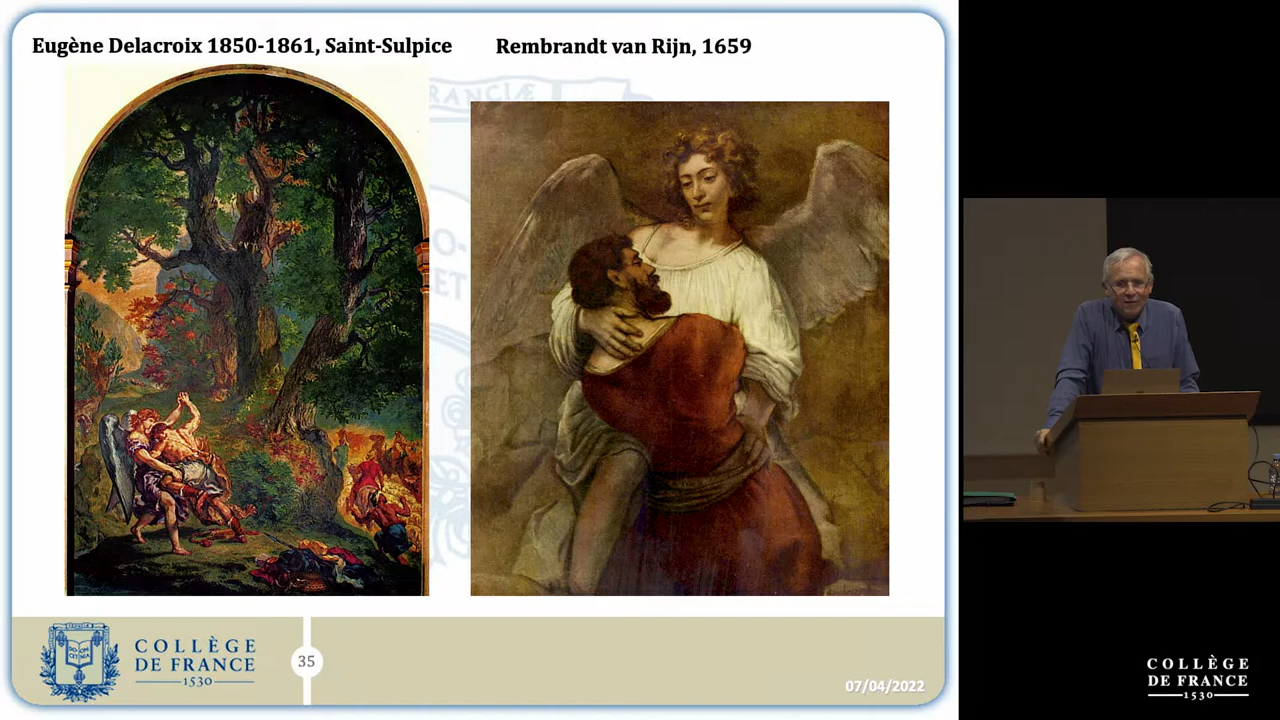 Eugène Delacroix 1850-1861, Saint-Sulpice
Rembrandt van Rijn, 1659
COLLÈGE
DE FRANCE
1530
35
07/04/2022
COLLÈGE
DE FRANCE
1530